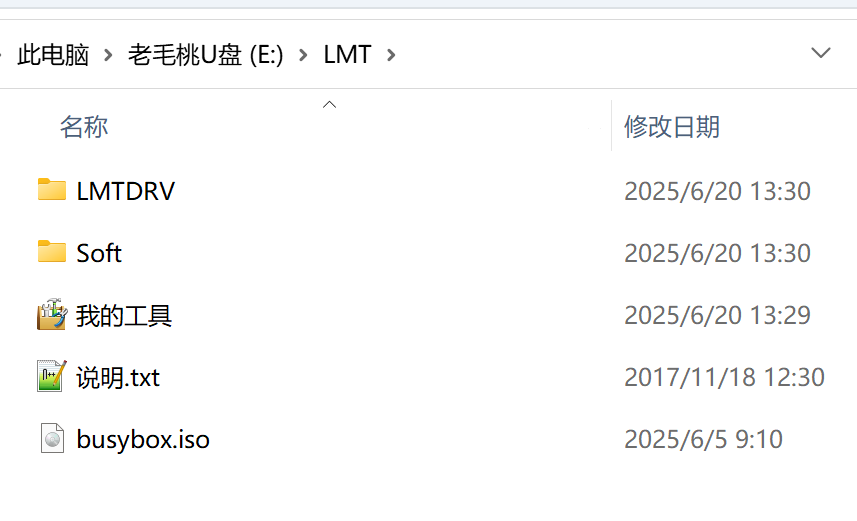 此电脑 > 老毛桃U盘 (E:) > LMT >
名称 修改日期
LMTDRV 2025/6/20 13:30
Soft 2025/6/20 13:30
我的工具 2025/6/20 13:29
说明.txt 2017/11/18 12:30
busybox.iso 2025/6/5 9:10